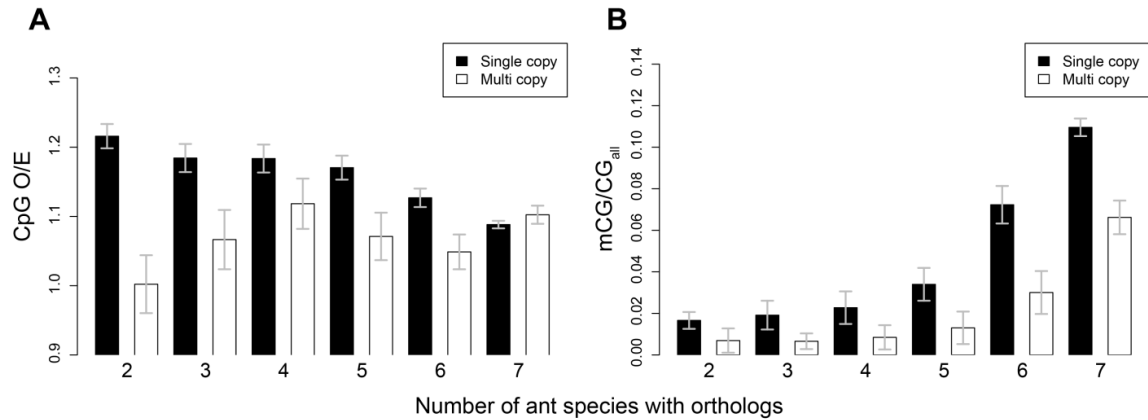 A
Single copy
Multi copy
CpG O/E
1.3
1.2
1.1
1.0
0.9
2 3 4 5 6 7
B
Single copy
Multi copy
mCG/CGall
0.14
0.12
0.10
0.08
0.06
0.04
0.02
0.00
2 3 4 5 6 7
Number of ant species with orthologs